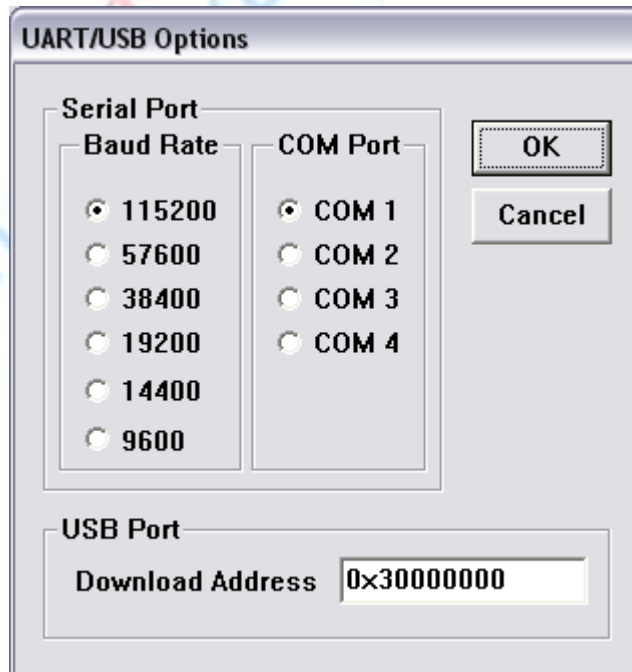 UART/USB Options
Serial Port
Baud Rate
115200
57600
38400
19200
14400
9600
COM Port
COM 1
COM 2
COM 3
COM 4
OK
Cancel
USB Port
Download Address 0x30000000